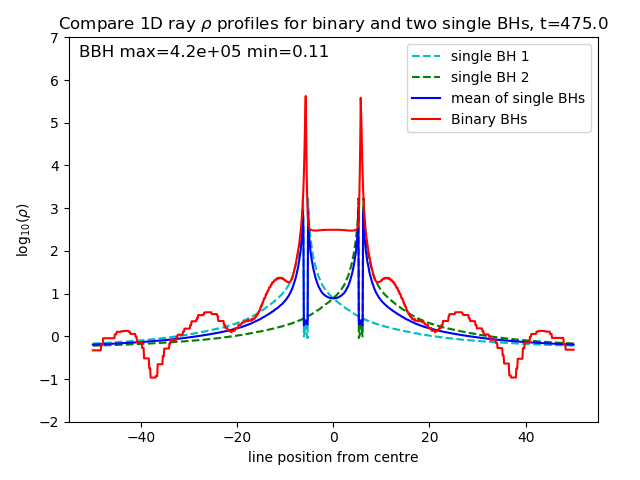 Compare 1D ray ρ profiles for binary and two single BHs, t=475.0
BBH max=4.2e+05 min=0.11
single BH 1
single BH 2
mean of single BHs
Binary BHs
7
6
5
4
3
2
1
0
−1
−2
log₁₀(ρ)
−40 −20 0 20 40
line position from centre